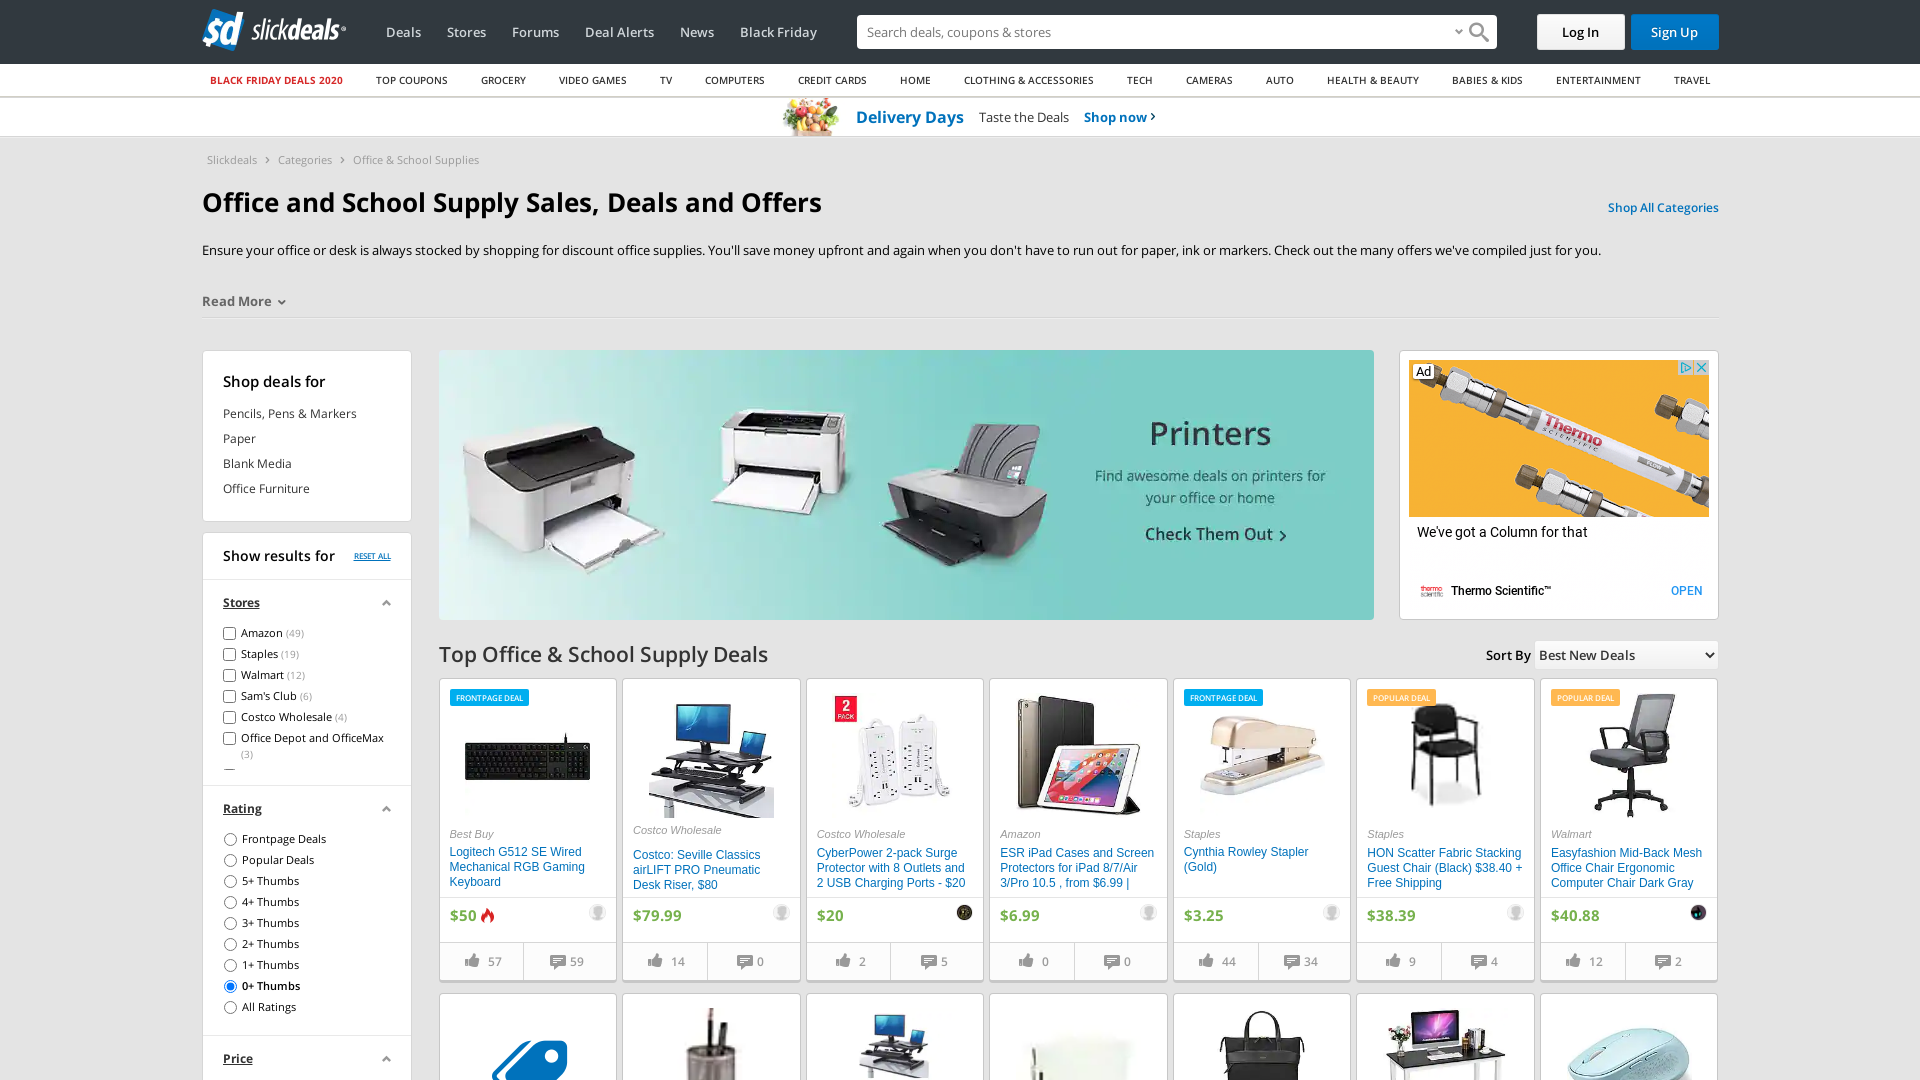 sd slickdeals
Deals
Stores
Forums
Deal Alerts
News
Black Friday
Search deals, coupons & stores
Log In
Sign Up
BLACK FRIDAY DEALS 2020
TOP COUPONS
GROCERY
VIDEO GAMES
TV
COMPUTERS
CREDIT CARDS
HOME
CLOTHING & ACCESSORIES
TECH
CAMERAS
AUTO
HEALTH & BEAUTY
BABIES & KIDS
ENTERTAINMENT
TRAVEL
Delivery Days
Taste the Deals
Shop now
Slickdeals
Categories
Office & School Supplies
Office and School Supply Sales, Deals and Offers
Shop All Categories
Ensure your office or desk is always stocked by shopping for discount office supplies. You'll save money upfront and again when you don't have to run out for paper, ink or markers. Check out the many offers we've compiled just for you.
Read More
Shop deals for
Pencils, Pens & Markers
Paper
Blank Media
Office Furniture
Show results for
RESET ALL
Stores
Amazon (49)
Staples (19)
Walmart (12)
Sam's Club (6)
Costco Wholesale (4)
Office Depot and OfficeMax
(3)
Rating
Frontpage Deals
Popular Deals
5+ Thumbs
4+ Thumbs
3+ Thumbs
2+ Thumbs
1+ Thumbs
0+ Thumbs
All Ratings
Price
Printers
Find awesome deals on printers for
your office or home
Check Them Out
Ad
Thermo
SCIENTIFIC
FLOW
We've got a Column for that
thermo
scientific
Thermo Scientific™
OPEN
Top Office & School Supply Deals
Sort By
Best New Deals
FRONTPAGE DEAL
Best Buy
Logitech G512 SE Wired
Mechanical RGB Gaming
Keyboard
$50
57
59
Costco Wholesale
Costco: Seville Classics
airLIFT PRO Pneumatic
Desk Riser, $80
$79.99
14
0
2
PACK
Costco Wholesale
CyberPower 2-pack Surge
Protector with 8 Outlets and
2 USB Charging Ports - $20
$20
2
5
Amazon
ESR iPad Cases and Screen
Protectors for iPad 8/7/Air
3/Pro 10.5 , from $6.99 |
$6.99
0
0
FRONTPAGE DEAL
Staples
Cynthia Rowley Stapler
(Gold)
$3.25
44
34
POPULAR DEAL
Staples
HON Scatter Fabric Stacking
Guest Chair (Black) $38.40 +
Free Shipping
$38.39
9
4
POPULAR DEAL
Walmart
Easyfashion Mid-Back Mesh
Office Chair Ergonomic
Computer Chair Dark Gray
$40.88
12
2